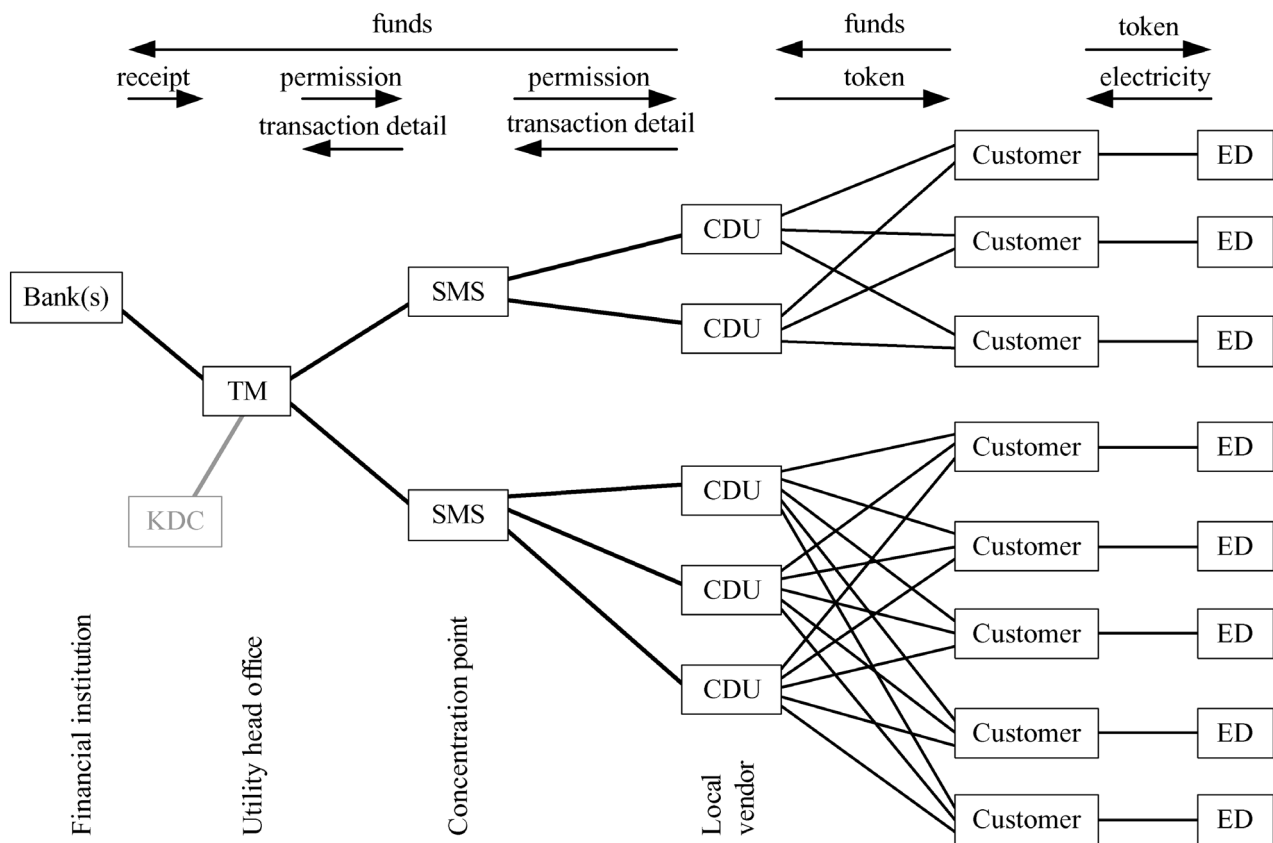 funds
funds
token
receipt
permission
permission
token
electricity
transaction detail
transaction detail
Customer
ED
CDU
Customer
ED
SMS
Bank(s)
CDU
Customer
ED
TM
Customer
ED
CDU
SMS
KDC
Customer
ED
CDU
Customer
ED
CDU
Customer
ED
Customer
ED
Financial institution
Utility head office
Concentration point
Local
vendor